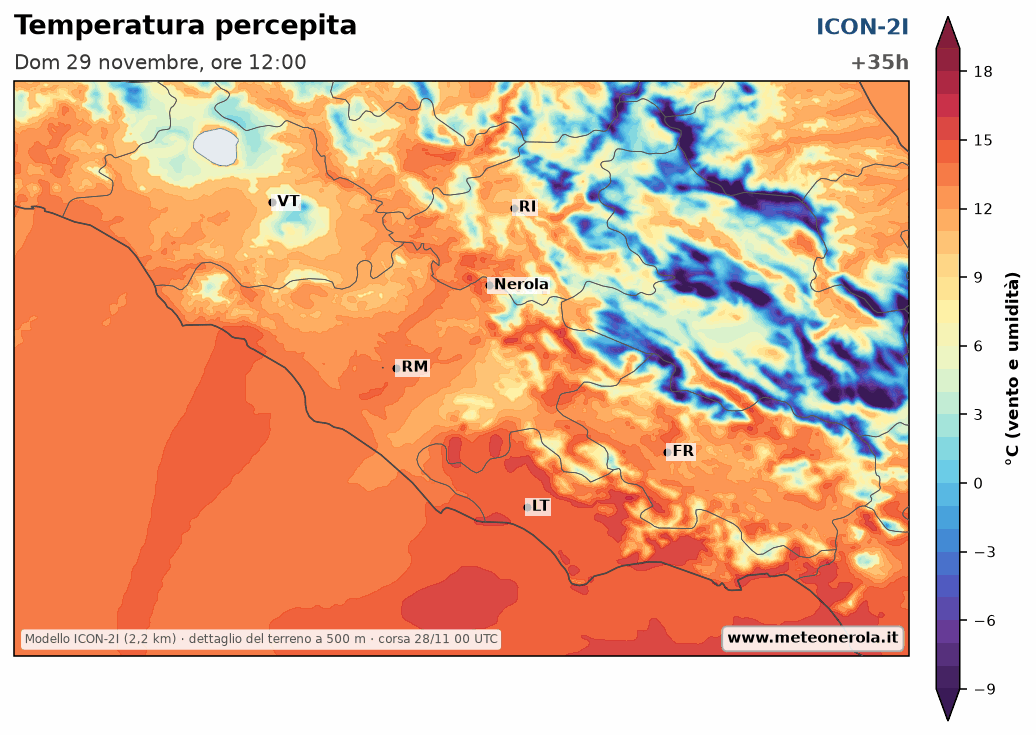 Temperatura percepita
ICON-2I
Dom 29 novembre, ore 12:00
+35h
VT
RI
Nerola
RM
FR
LT
Modello ICON-2I (2,2 km) · dettaglio del terreno a 500 m · corsa 28/11 00 UTC
www.meteonerola.it
18
15
12
9
6
3
0
−3
−6
−9
°C (vento e umidità)